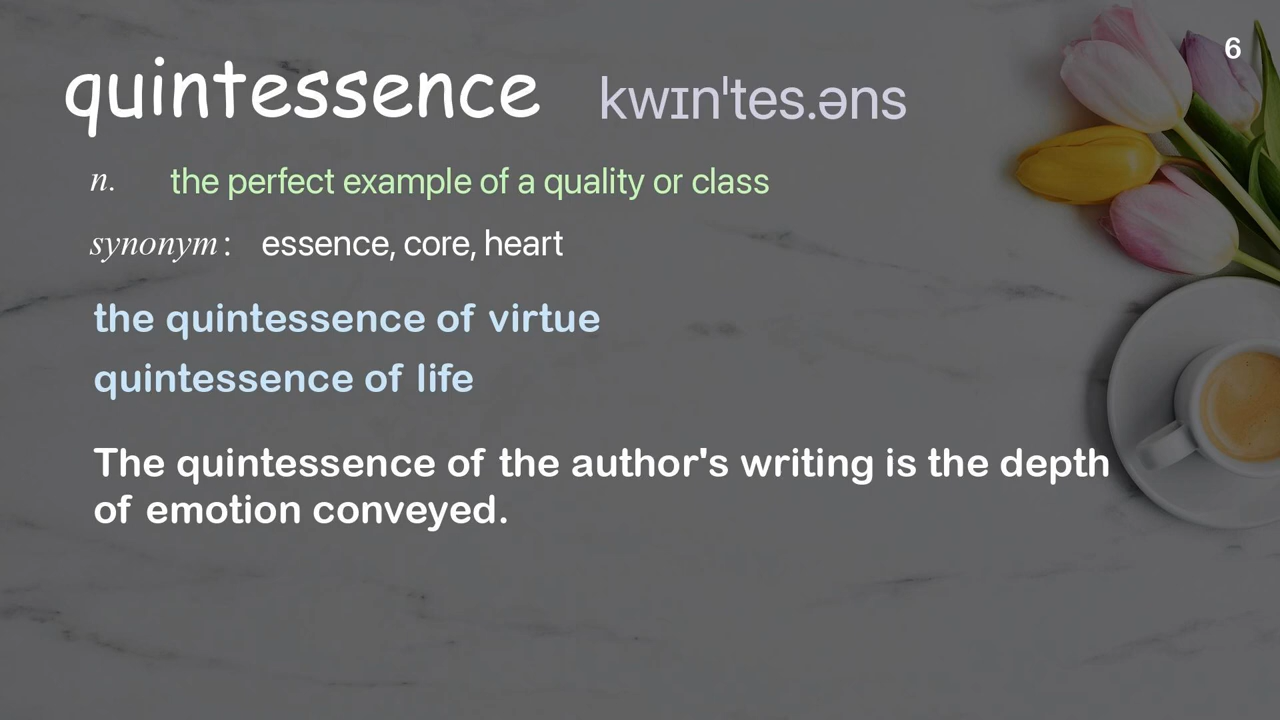 6
quintessence kwɪn'tes.əns
n. the perfect example of a quality or class
synonym: essence, core, heart
the quintessence of virtue
quintessence of life
The quintessence of the author's writing is the depth
of emotion conveyed.